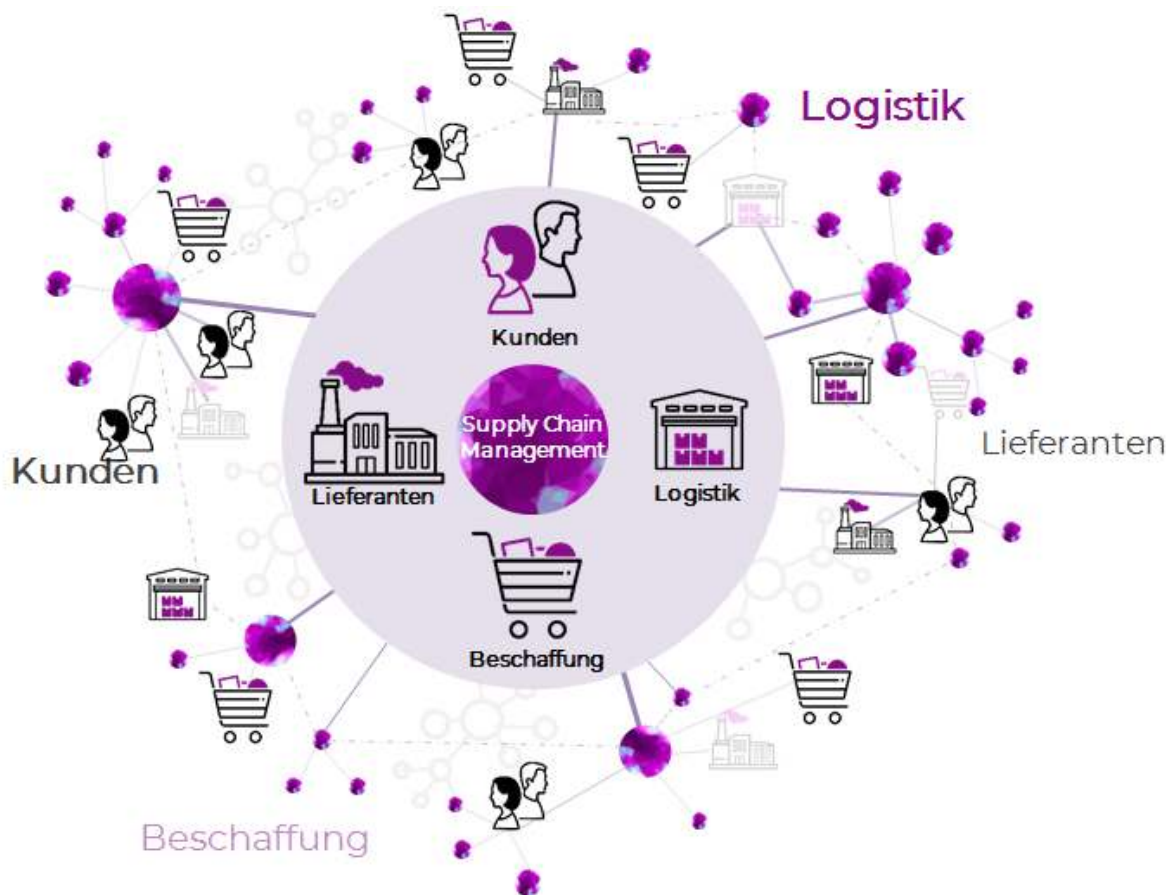 Logistik
Kunden
Supply Chain
Management
Lieferanten
Logistik
Lieferanten
Kunden
Beschaffung
Beschaffung